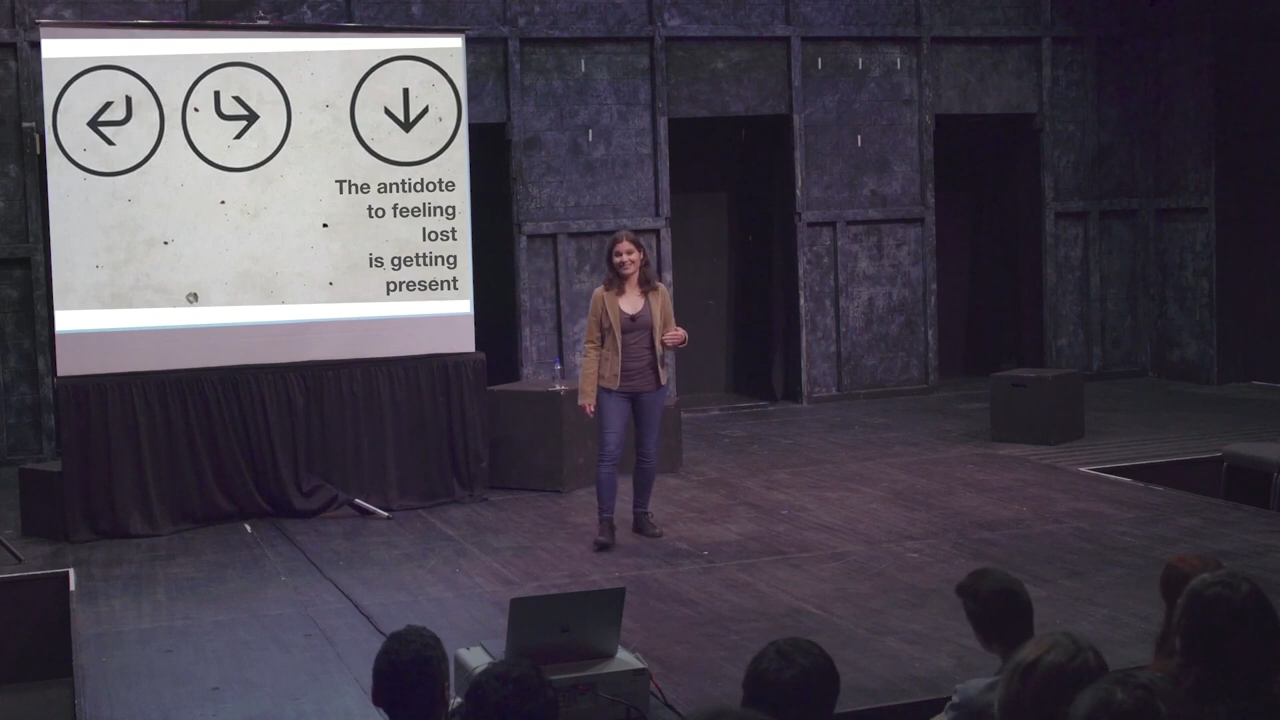 The antidote
to feeling
lost
is getting
present